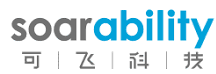 soarability
可 | 飞 | 科 | 技